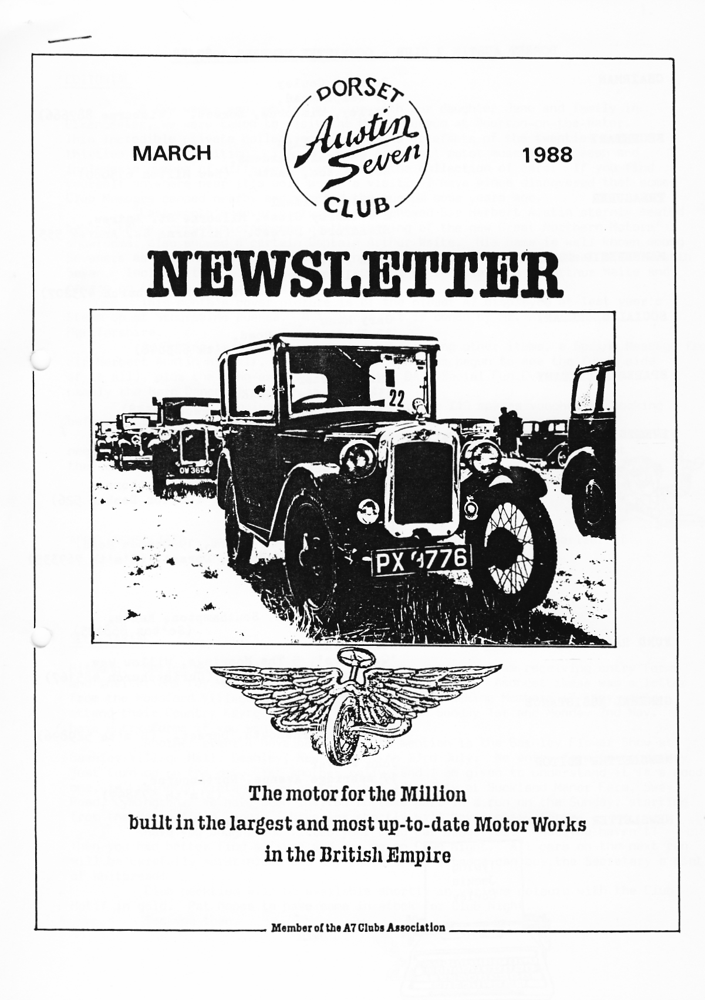 DORSET
Austin
Seven
CLUB
MARCH
1988
NEWSLETTER
22
OW 3654
PX 9776
The motor for the Million
built in the largest and most up-to-date Motor Works
in the British Empire
Member of the A7 Clubs Association